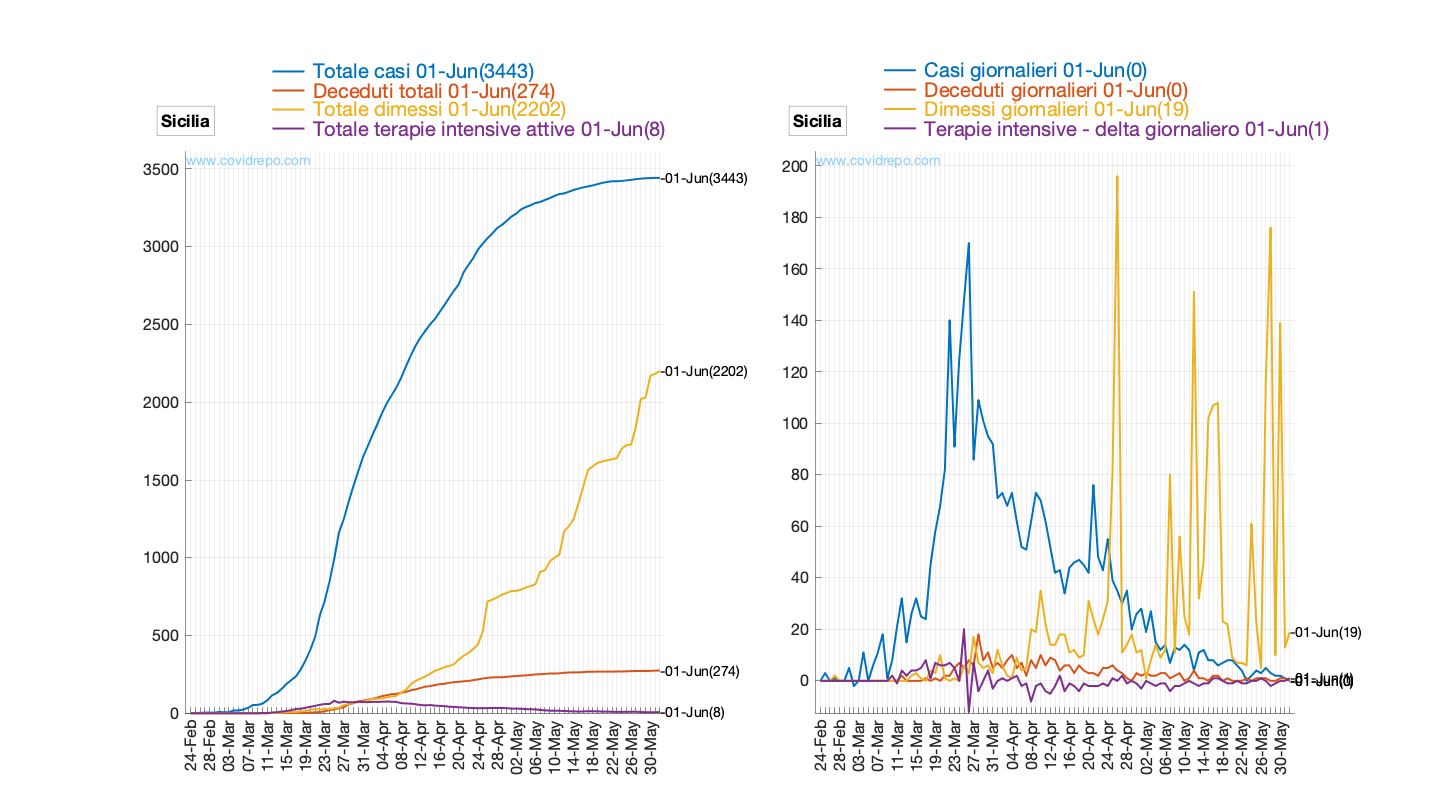 Totale casi 01-Jun(3443)
Deceduti totali 01-Jun(274)
Totale dimessi 01-Jun(2202)
Totale terapie intensive attive 01-Jun(8)
Sicilia
www.covidrepo.com
3500
3000
2500
2000
1500
1000
500
0
-01-Jun(3443)
-01-Jun(2202)
-01-Jun(274)
-01-Jun(8)
24-Feb
28-Feb
03-Mar
07-Mar
11-Mar
15-Mar
19-Mar
23-Mar
27-Mar
31-Mar
04-Apr
08-Apr
12-Apr
16-Apr
20-Apr
24-Apr
28-Apr
02-May
06-May
10-May
14-May
18-May
22-May
26-May
30-May
Casi giornalieri 01-Jun(0)
Deceduti giornalieri 01-Jun(0)
Dimessi giornalieri 01-Jun(19)
Terapie intensive - delta giornaliero 01-Jun(1)
Sicilia
www.covidrepo.com
200
180
160
140
120
100
80
60
40
20
0
-01-Jun(19)
24-Feb
28-Feb
03-Mar
07-Mar
11-Mar
15-Mar
19-Mar
23-Mar
27-Mar
31-Mar
04-Apr
08-Apr
12-Apr
16-Apr
20-Apr
24-Apr
28-Apr
02-May
06-May
10-May
14-May
18-May
22-May
26-May
30-May